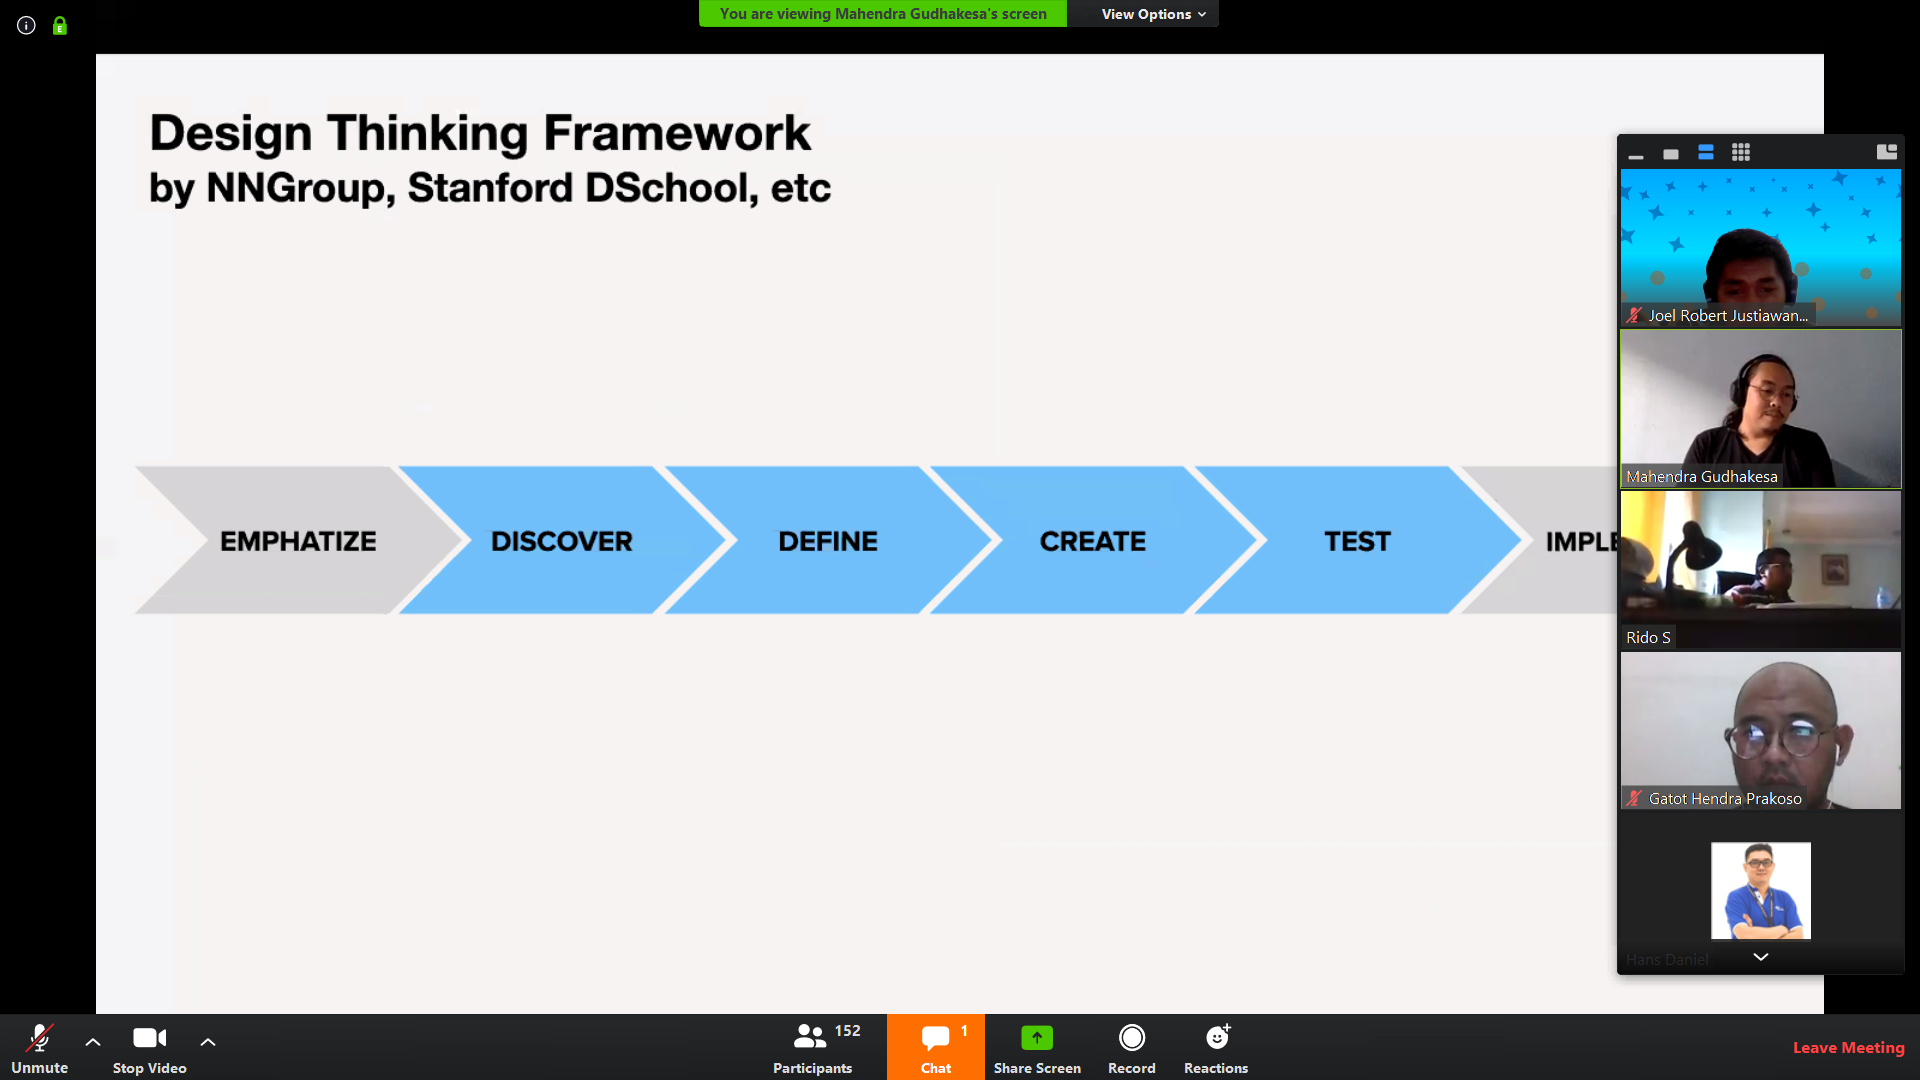 You are viewing Mahendra Gudhakesa's screen
View Options
Design Thinking Framework
by NNGroup, Stanford DSchool, etc
EMPHATIZE
DISCOVER
DEFINE
CREATE
TEST
IMPLE
Joel Robert Justiawan...
Mahendra Gudhakesa
Rido S
Gatot Hendra Prakoso
Hans Daniel
Unmute
Stop Video
152
Participants
1
Chat
Share Screen
Record
Reactions
Leave Meeting